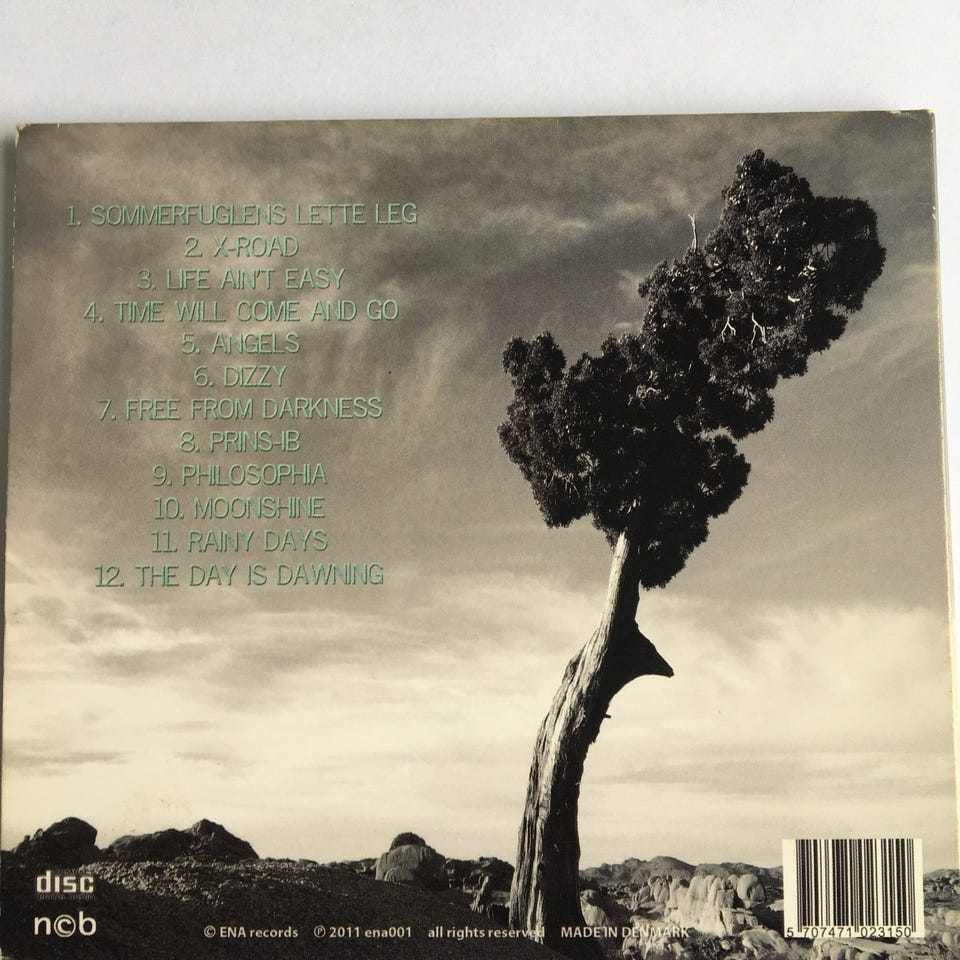 1. SOMMERFUGLENS LETTE LEG
2. X-ROAD
3. LIFE AIN'T EASY
4. TIME WILL COME AND GO
5. ANGELS
6. DIZZY
7. FREE FROM DARKNESS
8. PRINS-IB
9. PHILOSOPHIA
10. MOONSHINE
11. RAINY DAYS
12. THE DAY IS DAWNING
disc
n©b
© ENA records ℗ 2011 ena001 all rights reserved MADE IN DENMARK
5 707471 023150